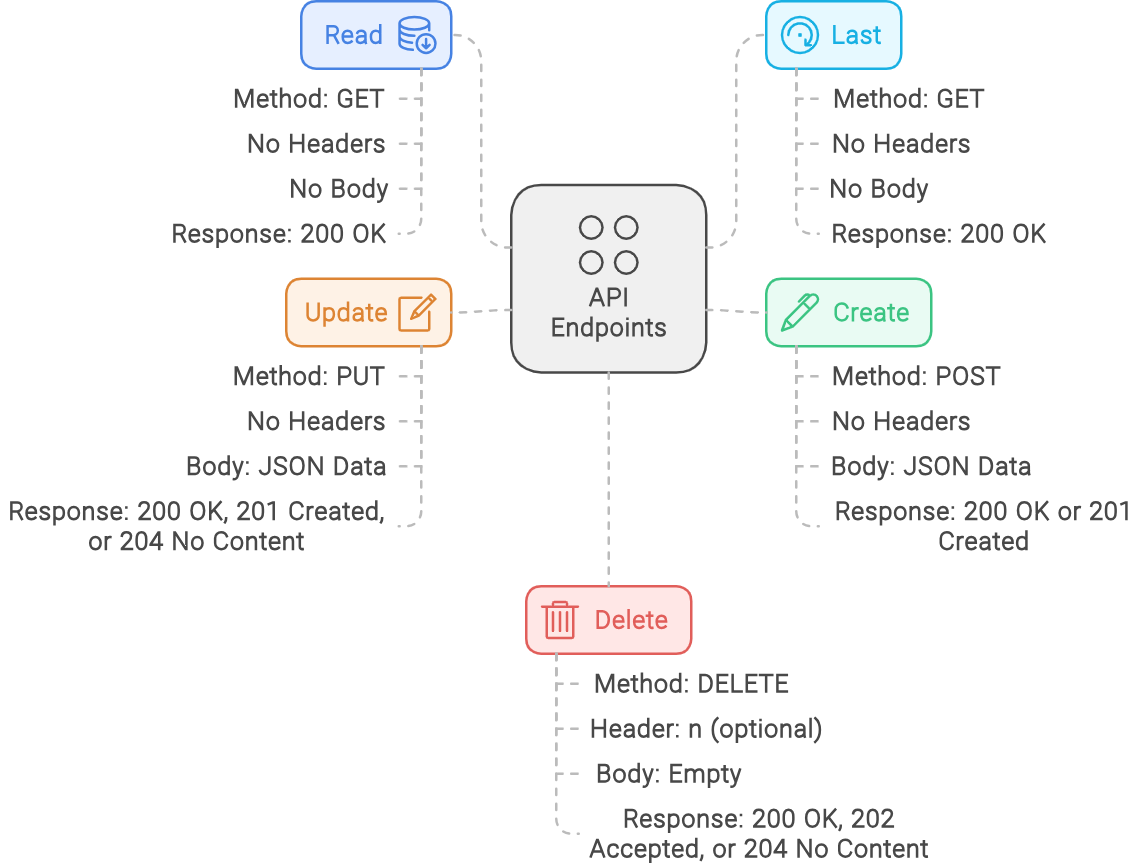 Read
Method: GET
No Headers
No Body
Response: 200 OK
Last
Method: GET
No Headers
No Body
Response: 200 OK
API
Endpoints
Update
Method: PUT
No Headers
Body: JSON Data
Response: 200 OK, 201 Created,
or 204 No Content
Create
Method: POST
No Headers
Body: JSON Data
Response: 200 OK or 201
Created
Delete
Method: DELETE
Header: n (optional)
Body: Empty
Response: 200 OK, 202
Accepted, or 204 No Content